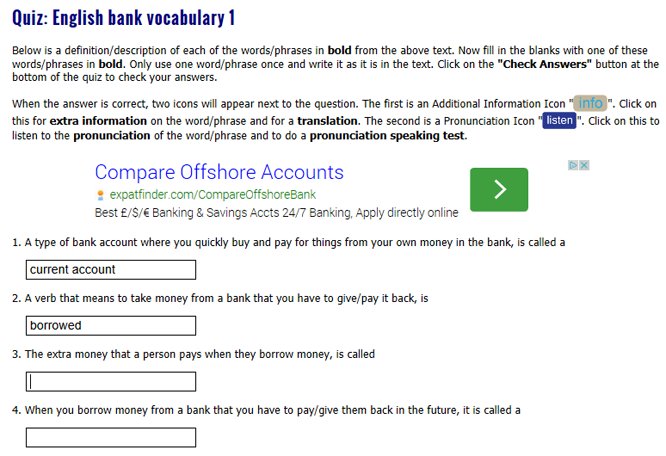 Quiz: English bank vocabulary 1
Below is a definition/description of each of the words/phrases in bold from the above text. Now fill in the blanks with one of these
words/phrases in bold. Only use one word/phrase once and write it as it is in the text. Click on the "Check Answers" button at the
bottom of the quiz to check your answers.
When the answer is correct, two icons will appear next to the question. The first is an Additional Information Icon " info ". Click on
this for extra information on the word/phrase and for a translation. The second is a Pronunciation Icon " listen ". Click on this to
listen to the pronunciation of the word/phrase and to do a pronunciation speaking test.
Compare Offshore Accounts
expatfinder.com/CompareOffshoreBank
Best £/$/€ Banking & Savings Accts 24/7 Banking, Apply directly online
1. A type of bank account where you quickly buy and pay for things from your own money in the bank, is called a
current account
2. A verb that means to take money from a bank that you have to give/pay it back, is
borrowed
3. The extra money that a person pays when they borrow money, is called
4. When you borrow money from a bank that you have to pay/give them back in the future, it is called a